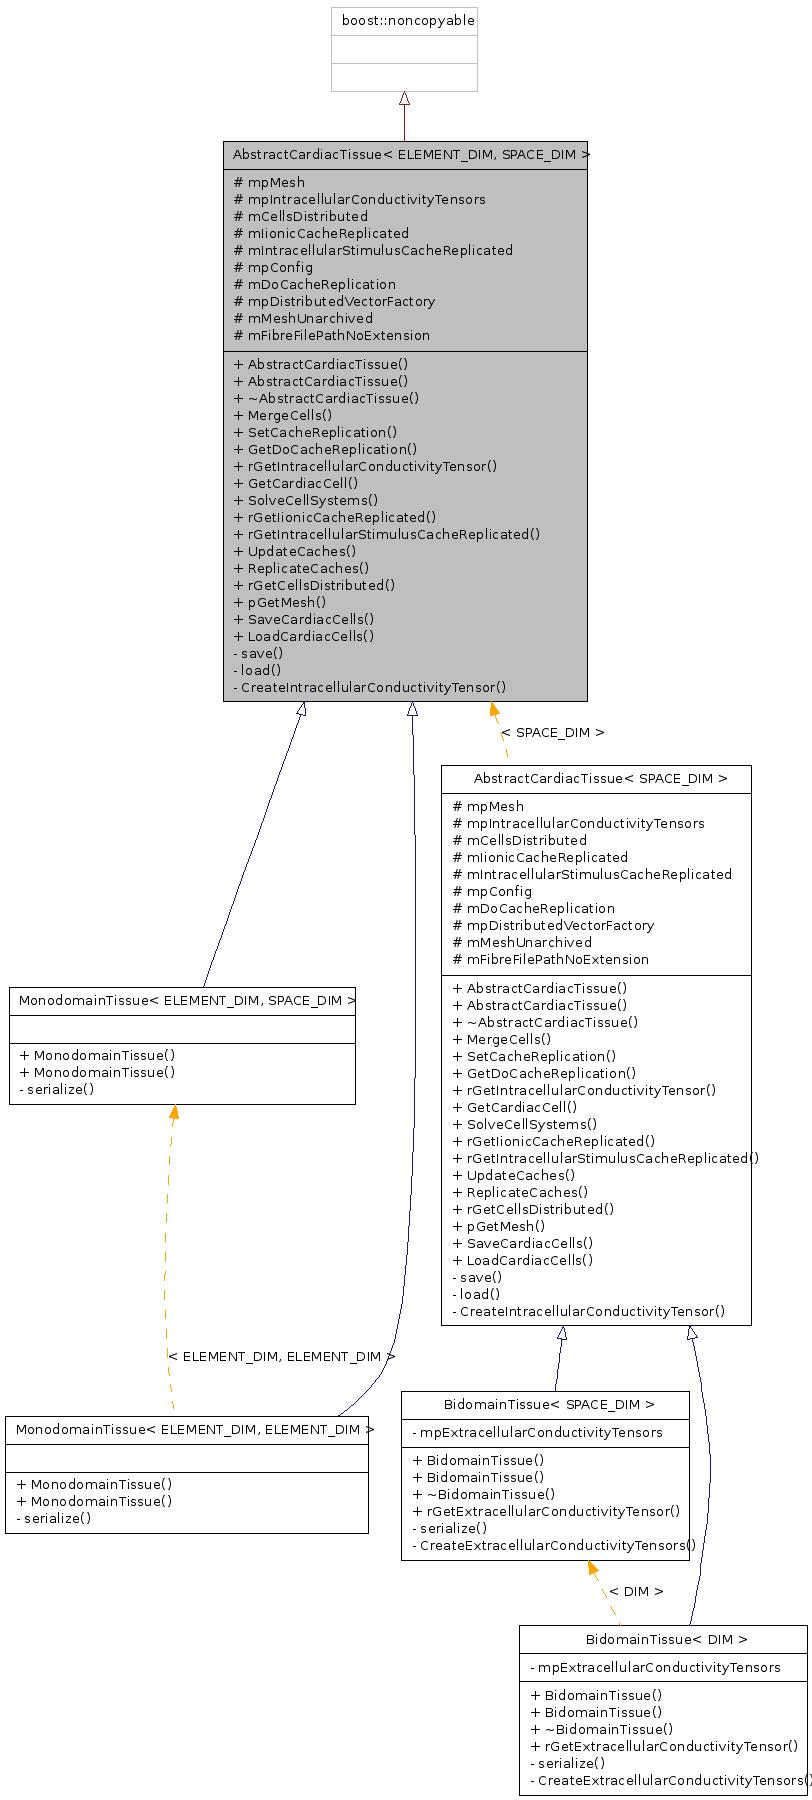 boost::noncopyable
AbstractCardiacTissue< ELEMENT_DIM, SPACE_DIM >
# mpMesh
# mpIntracellularConductivityTensors
# mCellsDistributed
# mIionicCacheReplicated
# mIntracellularStimulusCacheReplicated
# mpConfig
# mDoCacheReplication
# mpDistributedVectorFactory
# mMeshUnarchived
# mFibreFilePathNoExtension
+ AbstractCardiacTissue()
+ AbstractCardiacTissue()
+ ~AbstractCardiacTissue()
+ MergeCells()
+ SetCacheReplication()
+ GetDoCacheReplication()
+ rGetIntracellularConductivityTensor()
+ GetCardiacCell()
+ SolveCellSystems()
+ rGetIionicCacheReplicated()
+ rGetIntracellularStimulusCacheReplicated()
+ UpdateCaches()
+ ReplicateCaches()
+ rGetCellsDistributed()
+ pGetMesh()
+ SaveCardiacCells()
+ LoadCardiacCells()
- save()
- load()
- CreateIntracellularConductivityTensor()
< SPACE_DIM >
AbstractCardiacTissue< SPACE_DIM >
# mpMesh
# mpIntracellularConductivityTensors
# mCellsDistributed
# mIionicCacheReplicated
# mIntracellularStimulusCacheReplicated
# mpConfig
# mDoCacheReplication
# mpDistributedVectorFactory
# mMeshUnarchived
# mFibreFilePathNoExtension
+ AbstractCardiacTissue()
+ AbstractCardiacTissue()
+ ~AbstractCardiacTissue()
+ MergeCells()
+ SetCacheReplication()
+ GetDoCacheReplication()
+ rGetIntracellularConductivityTensor()
+ GetCardiacCell()
+ SolveCellSystems()
+ rGetIionicCacheReplicated()
+ rGetIntracellularStimulusCacheReplicated()
+ UpdateCaches()
+ ReplicateCaches()
+ rGetCellsDistributed()
+ pGetMesh()
+ SaveCardiacCells()
+ LoadCardiacCells()
- save()
- load()
- CreateIntracellularConductivityTensor()
MonodomainTissue< ELEMENT_DIM, SPACE_DIM >
+ MonodomainTissue()
+ MonodomainTissue()
- serialize()
< ELEMENT_DIM, ELEMENT_DIM >
MonodomainTissue< ELEMENT_DIM, ELEMENT_DIM >
+ MonodomainTissue()
+ MonodomainTissue()
- serialize()
BidomainTissue< SPACE_DIM >
- mpExtracellularConductivityTensors
+ BidomainTissue()
+ BidomainTissue()
+ ~BidomainTissue()
+ rGetExtracellularConductivityTensor()
- serialize()
- CreateExtracellularConductivityTensors()
< DIM >
BidomainTissue< DIM >
- mpExtracellularConductivityTensors
+ BidomainTissue()
+ BidomainTissue()
+ ~BidomainTissue()
+ rGetExtracellularConductivityTensor()
- serialize()
- CreateExtracellularConductivityTensors()